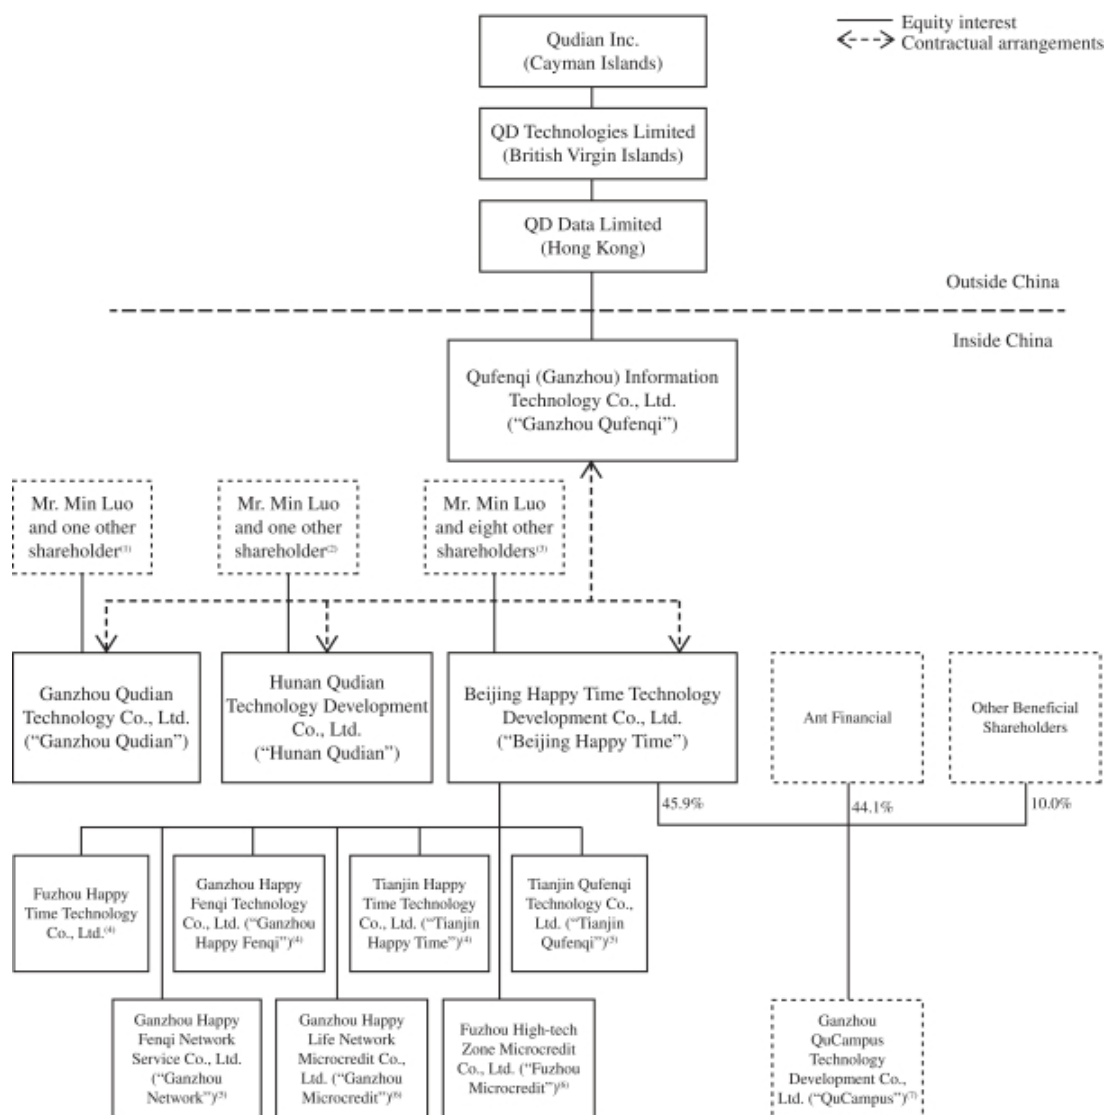 Equity interest
Contractual arrangements
Qudian Inc.
(Cayman Islands)
QD Technologies Limited
(British Virgin Islands)
QD Data Limited
(Hong Kong)
Outside China
Inside China
Qufenqi (Ganzhou) Information
Technology Co., Ltd.
(“Ganzhou Qufenqi”)
Mr. Min Luo
and one other
shareholder(1)
Mr. Min Luo
and one other
shareholder(2)
Mr. Min Luo
and eight other
shareholders(3)
Ganzhou Qudian
Technology Co., Ltd.
(“Ganzhou Qudian”)
Hunan Qudian
Technology Development
Co., Ltd.
(“Hunan Qudian”)
Beijing Happy Time Technology
Development Co., Ltd.
(“Beijing Happy Time”)
Ant Financial
Other Beneficial
Shareholders
45.9%
44.1%
10.0%
Fuzhou Happy
Time Technology
Co., Ltd.(4)
Ganzhou Happy
Fenqi Technology
Co., Ltd. (“Ganzhou
Happy Fenqi”)(4)
Tianjin Happy
Time Technology
Co., Ltd. (“Tianjin
Happy Time”)(4)
Tianjin Qufenqi
Technology Co.,
Ltd. (“Tianjin
Qufenqi”)(5)
Ganzhou Happy
Fenqi Network
Service Co., Ltd.
(“Ganzhou
Network”)(5)
Ganzhou Happy
Life Network
Microcredit Co.,
Ltd. (“Ganzhou
Microcredit”)(6)
Fuzhou High-tech
Zone Microcredit
Co., Ltd. (“Fuzhou
Microcredit”)(6)
Ganzhou
QuCampus
Technology
Development Co.,
Ltd. (“QuCampus”)(7)